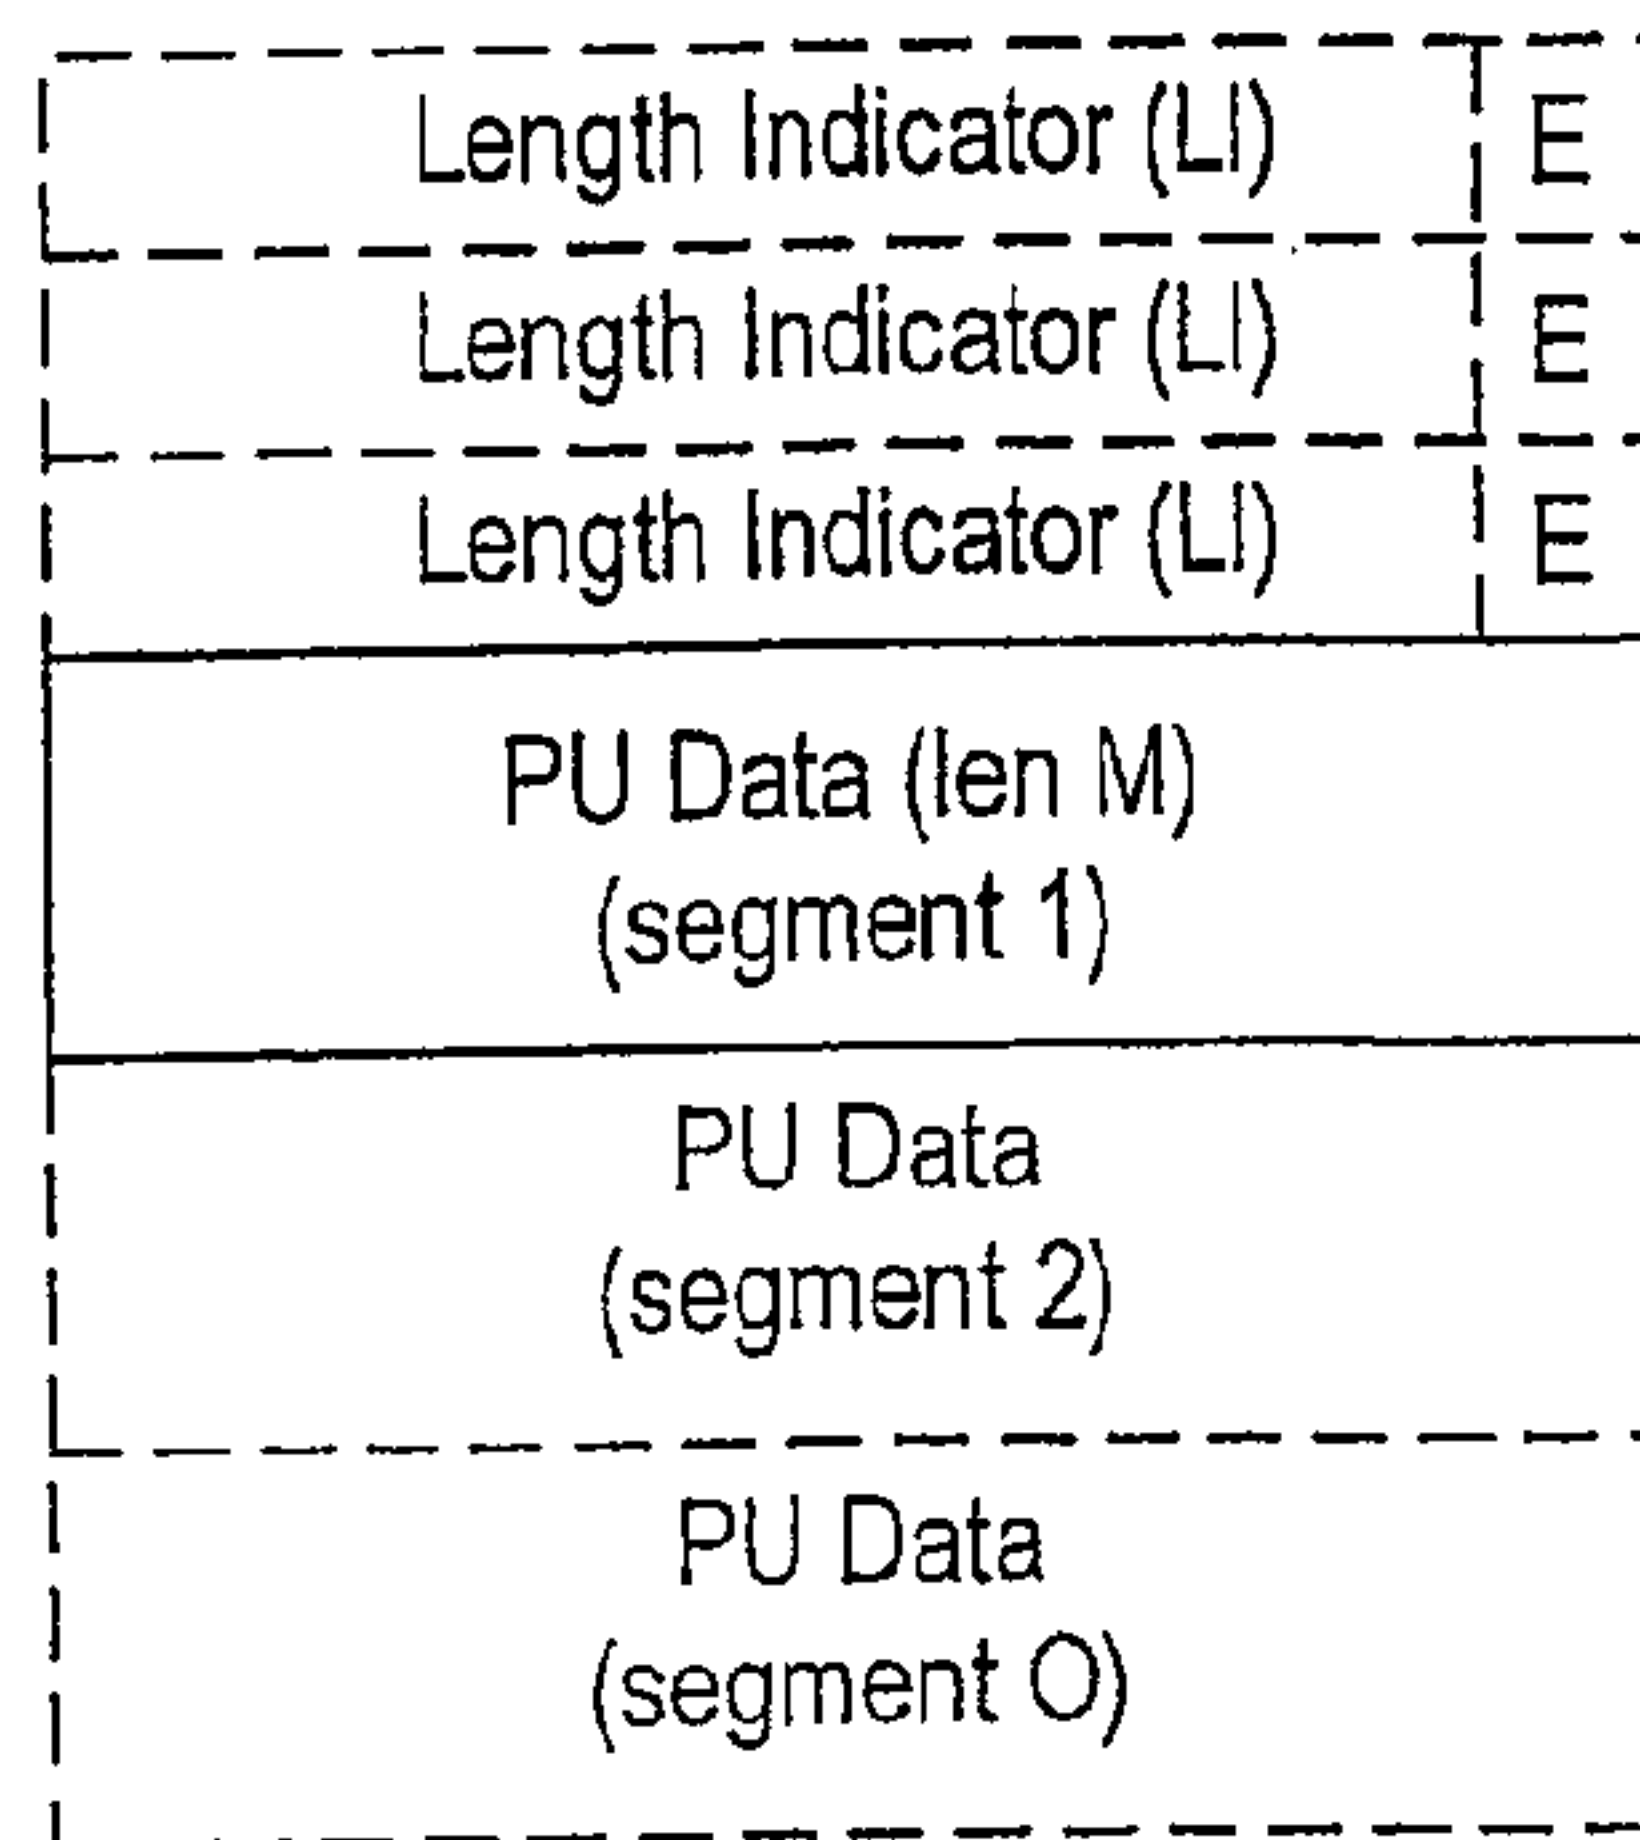 Length Indicator (LI) E
Length Indicator (LI) E
Length Indicator (LI) E
PU Data (len M)
(segment 1)
PU Data
(segment 2)
PU Data
(segment O)